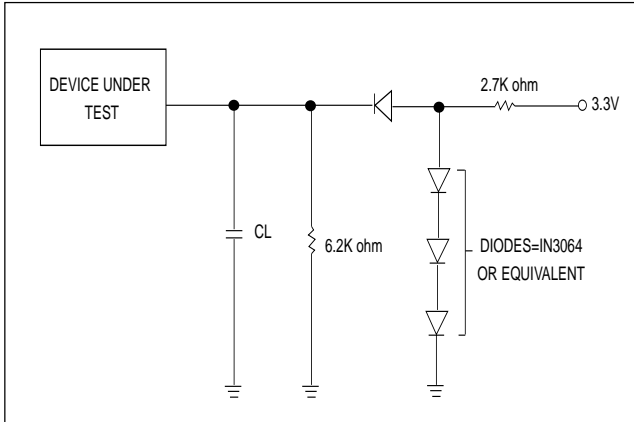 DEVICE UNDER
TEST
2.7K ohm
3.3V
CL
6.2K ohm
DIODES=IN3064
OR EQUIVALENT